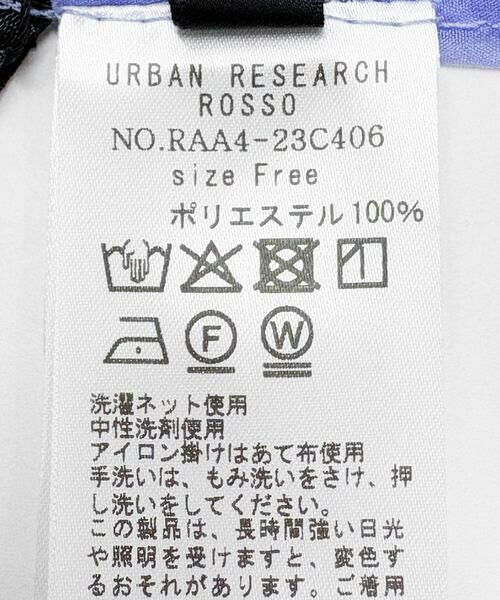 URBAN RESEARCH
ROSSO
NO.RAA4-23C406
size Free
ポリエステル100%
F W
洗濯ネット使用
中性洗剤使用
アイロン掛けはあて布使用
手洗いは、もみ洗いをさけ、押
し洗いをしてください。
この製品は、長時間強い日光
や照明を受けますと、変色す
るおそれがあります。ご着用